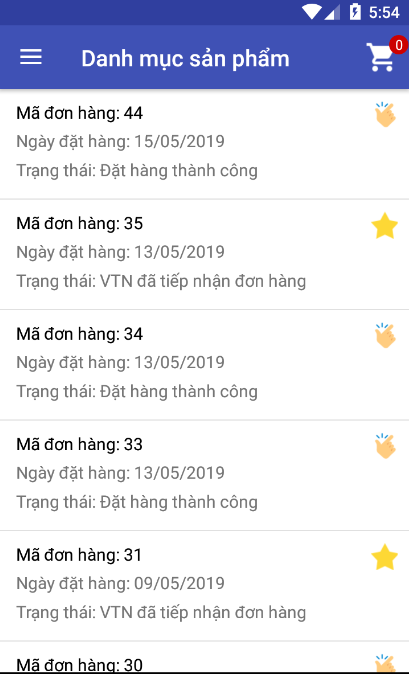 5:54
Danh mục sản phẩm
0
Mã đơn hàng: 44
Ngày đặt hàng: 15/05/2019
Trạng thái: Đặt hàng thành công
Mã đơn hàng: 35
Ngày đặt hàng: 13/05/2019
Trạng thái: VTN đã tiếp nhận đơn hàng
Mã đơn hàng: 34
Ngày đặt hàng: 13/05/2019
Trạng thái: Đặt hàng thành công
Mã đơn hàng: 33
Ngày đặt hàng: 13/05/2019
Trạng thái: Đặt hàng thành công
Mã đơn hàng: 31
Ngày đặt hàng: 09/05/2019
Trạng thái: VTN đã tiếp nhận đơn hàng
Mã đơn hàng: 30